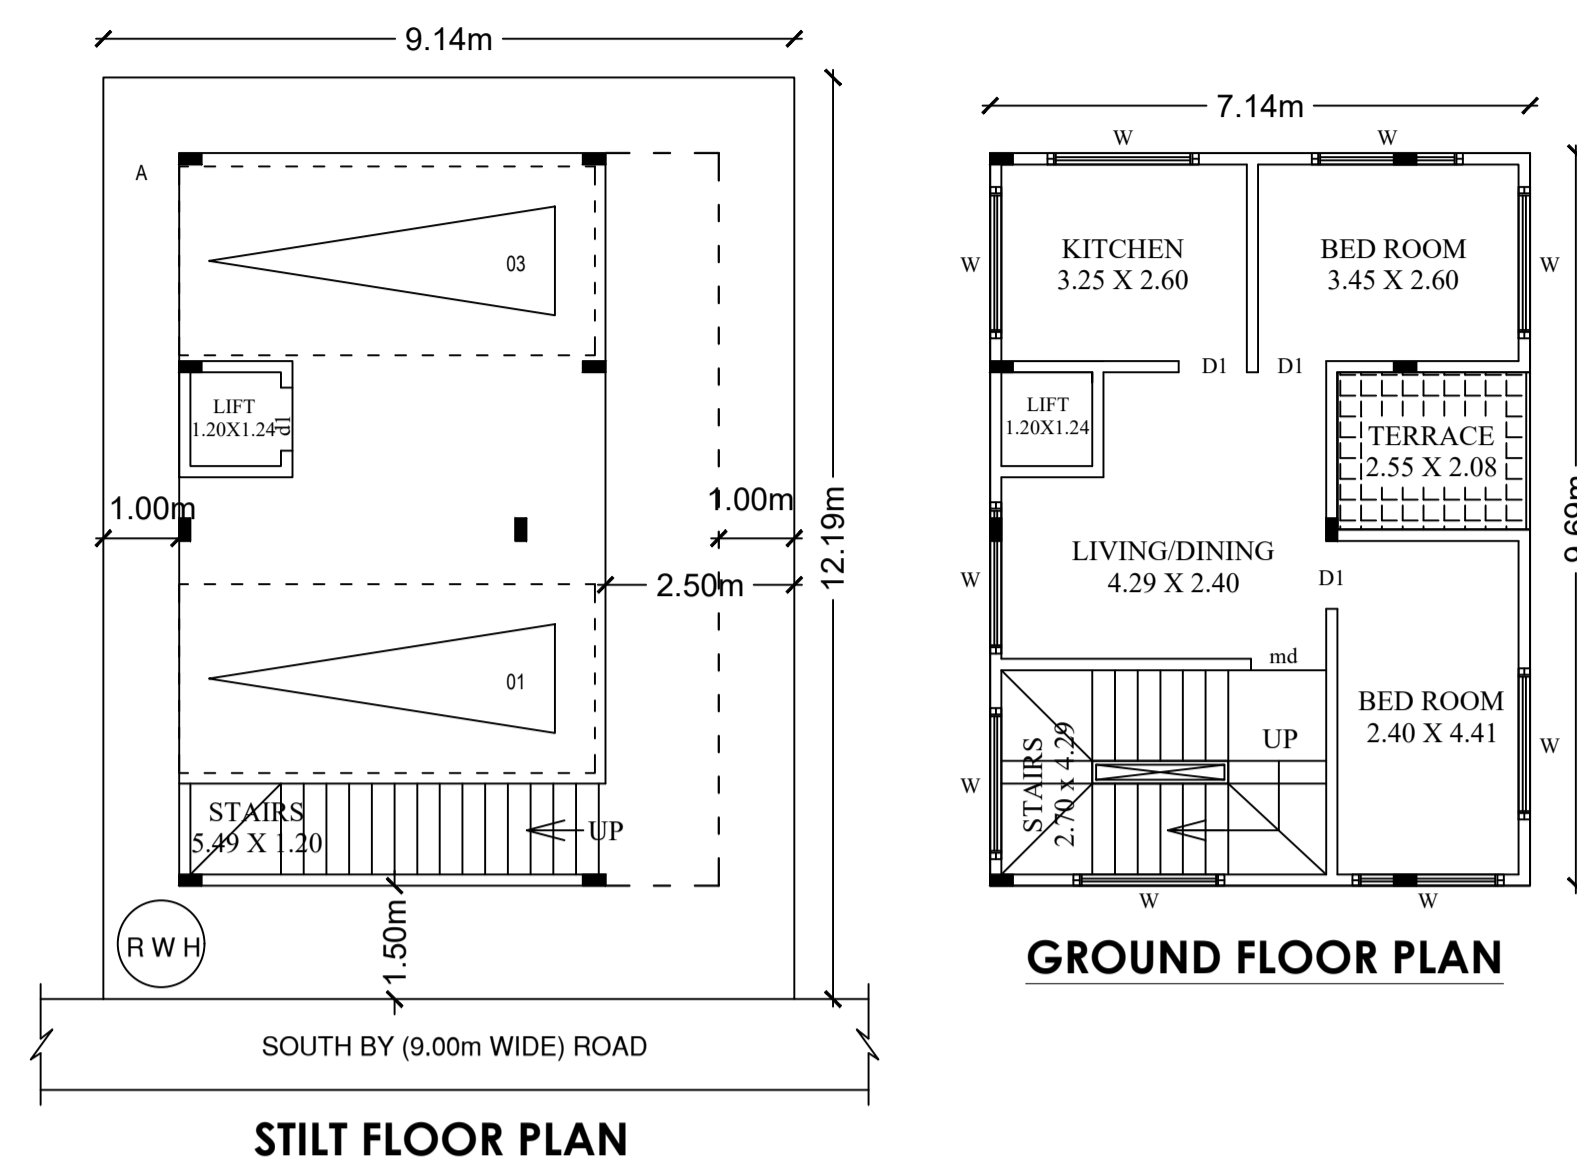 9.14m
A
03
LIFT
1.20X1.24
d1
1.00m
1.00m
12.19m
2.50m
01
STAIRS
5.49 X 1.20
UP
1.50m
R W H
SOUTH BY (9.00m WIDE) ROAD
STILT FLOOR PLAN
7.14m
W
W
KITCHEN
3.25 X 2.60
BED ROOM
3.45 X 2.60
W
W
D1
D1
LIFT
1.20X1.24
TERRACE
2.55 X 2.08
9.69m
LIVING/DINING
4.29 X 2.40
W
D1
md
BED ROOM
2.40 X 4.41
UP
STAIRS
2.70 x 4.29
W
W
W
W
GROUND FLOOR PLAN